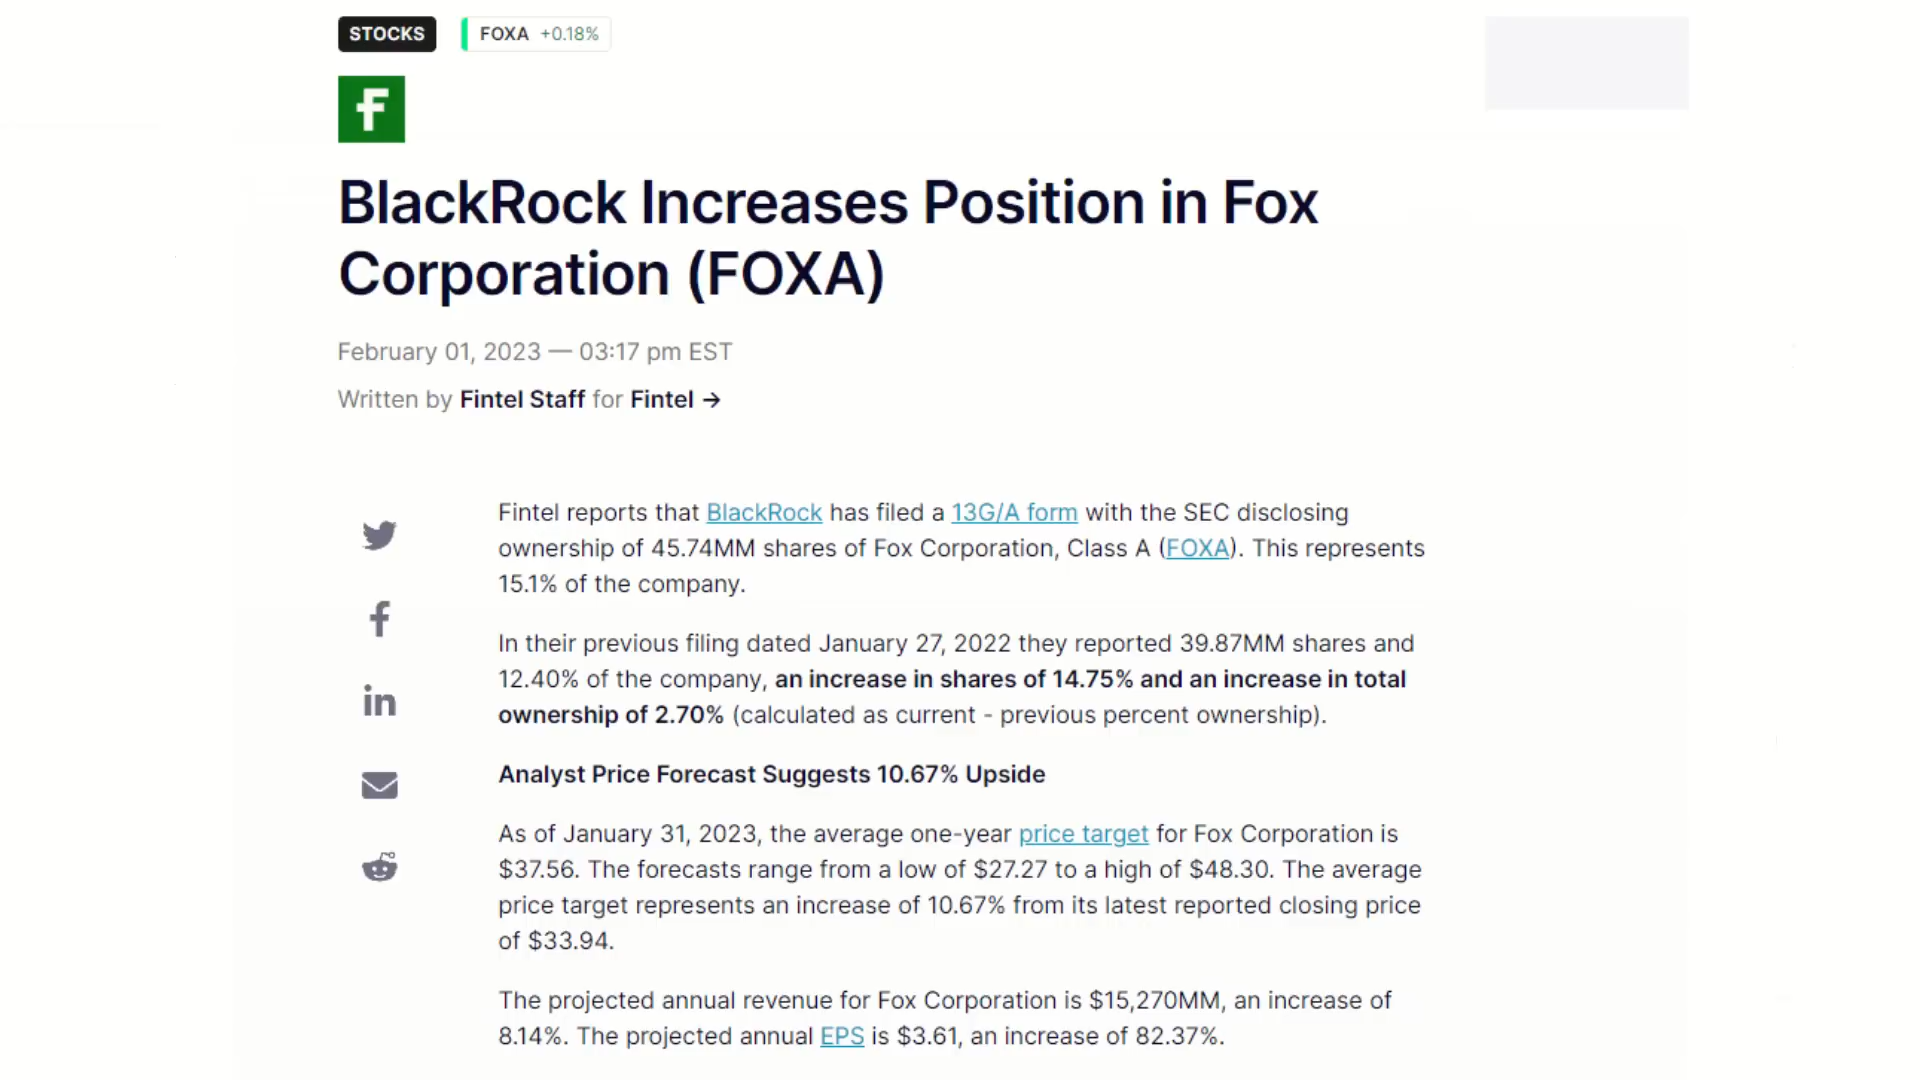 STOCKS
FOXA +0.18%
BlackRock Increases Position in Fox
Corporation (FOXA)
February 01, 2023 — 03:17 pm EST
Written by Fintel Staff for Fintel →
Fintel reports that BlackRock has filed a 13G/A form with the SEC disclosing
ownership of 45.74MM shares of Fox Corporation, Class A (FOXA). This represents
15.1% of the company.
In their previous filing dated January 27, 2022 they reported 39.87MM shares and
12.40% of the company, an increase in shares of 14.75% and an increase in total
ownership of 2.70% (calculated as current - previous percent ownership).
Analyst Price Forecast Suggests 10.67% Upside
As of January 31, 2023, the average one-year price target for Fox Corporation is
$37.56. The forecasts range from a low of $27.27 to a high of $48.30. The average
price target represents an increase of 10.67% from its latest reported closing price
of $33.94.
The projected annual revenue for Fox Corporation is $15,270MM, an increase of
8.14%. The projected annual EPS is $3.61, an increase of 82.37%.